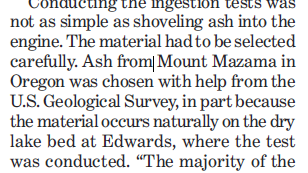 Conducting the ingestion tests was
not as simple as shoveling ash into the
engine. The material had to be selected
carefully. Ash from Mount Mazama in
Oregon was chosen with help from the
U.S. Geological Survey, in part because
the material occurs naturally on the dry
lake bed at Edwards, where the test
was conducted. “The majority of the